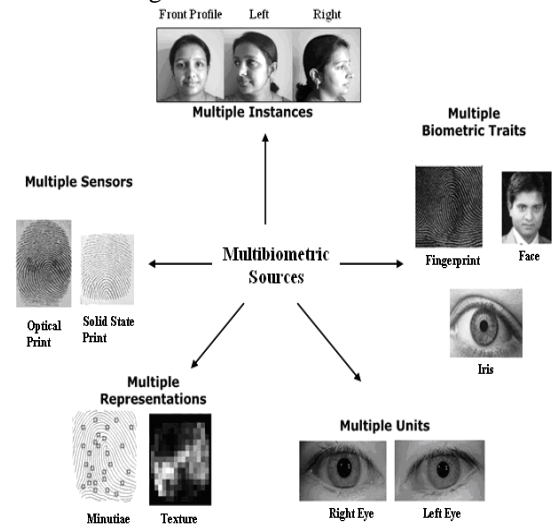 Front Profile Left Right
Multiple Instances
Multiple
Biometric Traits
Multiple Sensors
Fingerprint
Face
Multibiometric
Sources
Optical
Print
Solid State
Print
Iris
Multiple
Representations
Multiple Units
Minutiae
Texture
Right Eye
Left Eye